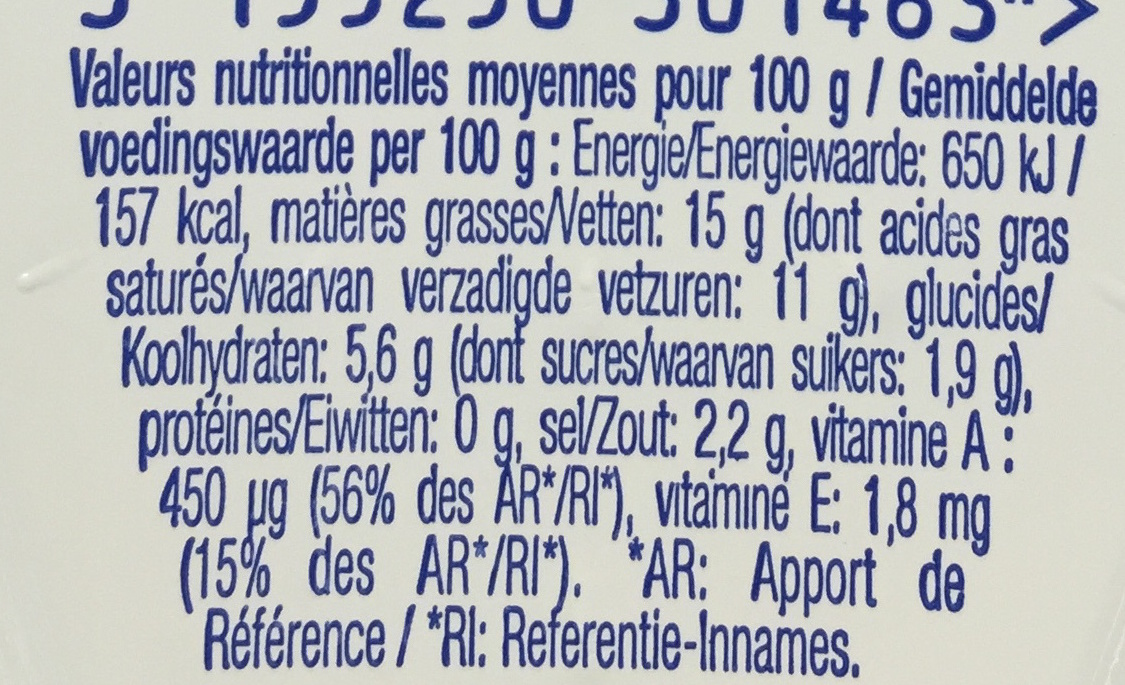 Valeurs nutritionnelles moyennes pour 100 g / Gemiddelde
voedingswaarde per 100 g : Energie/Energiewaarde: 650 kJ /
157 kcal, matières grasses/Vetten: 15 g (dont acides gras
saturés/waarvan verzadigde vetzuren: 11 g), glucides/
Koolhydraten: 5,6 g (dont sucres/waarvan suikers: 1,9 g),
protéines/Eiwitten: 0 g, sel/Zout: 2,2 g, vitamine A :
450 µg (56% des AR*/RI*), vitamine E: 1,8 mg
(15% des AR*/RI*). *AR: Apport de
Référence / *RI: Referentie-Innames.